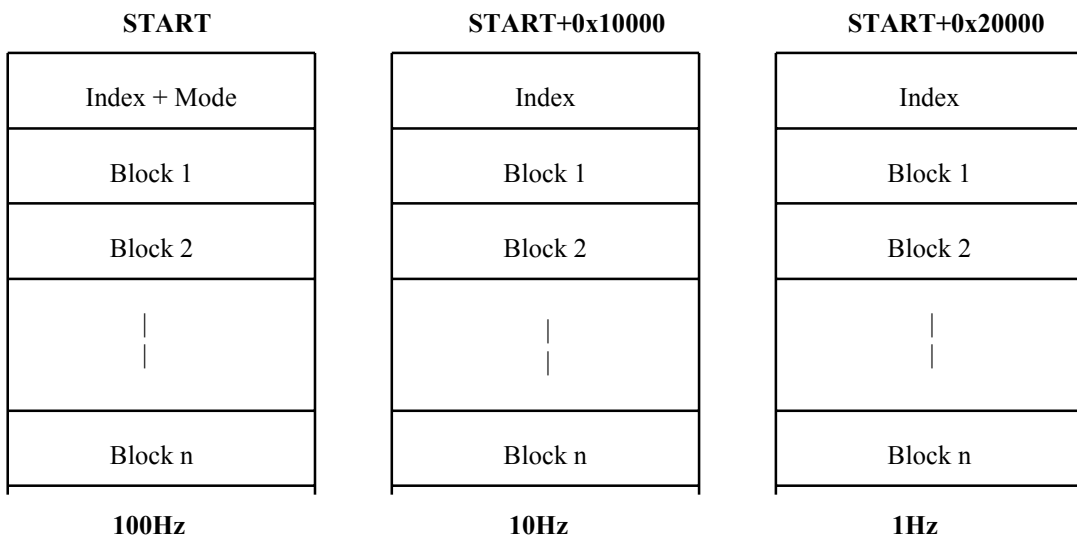 START START+0x10000 START+0x20000
Index + Mode Index Index
Block 1 Block 1 Block 1
Block 2 Block 2 Block 2
| | |
| | |
Block n Block n Block n
100Hz 10Hz 1Hz